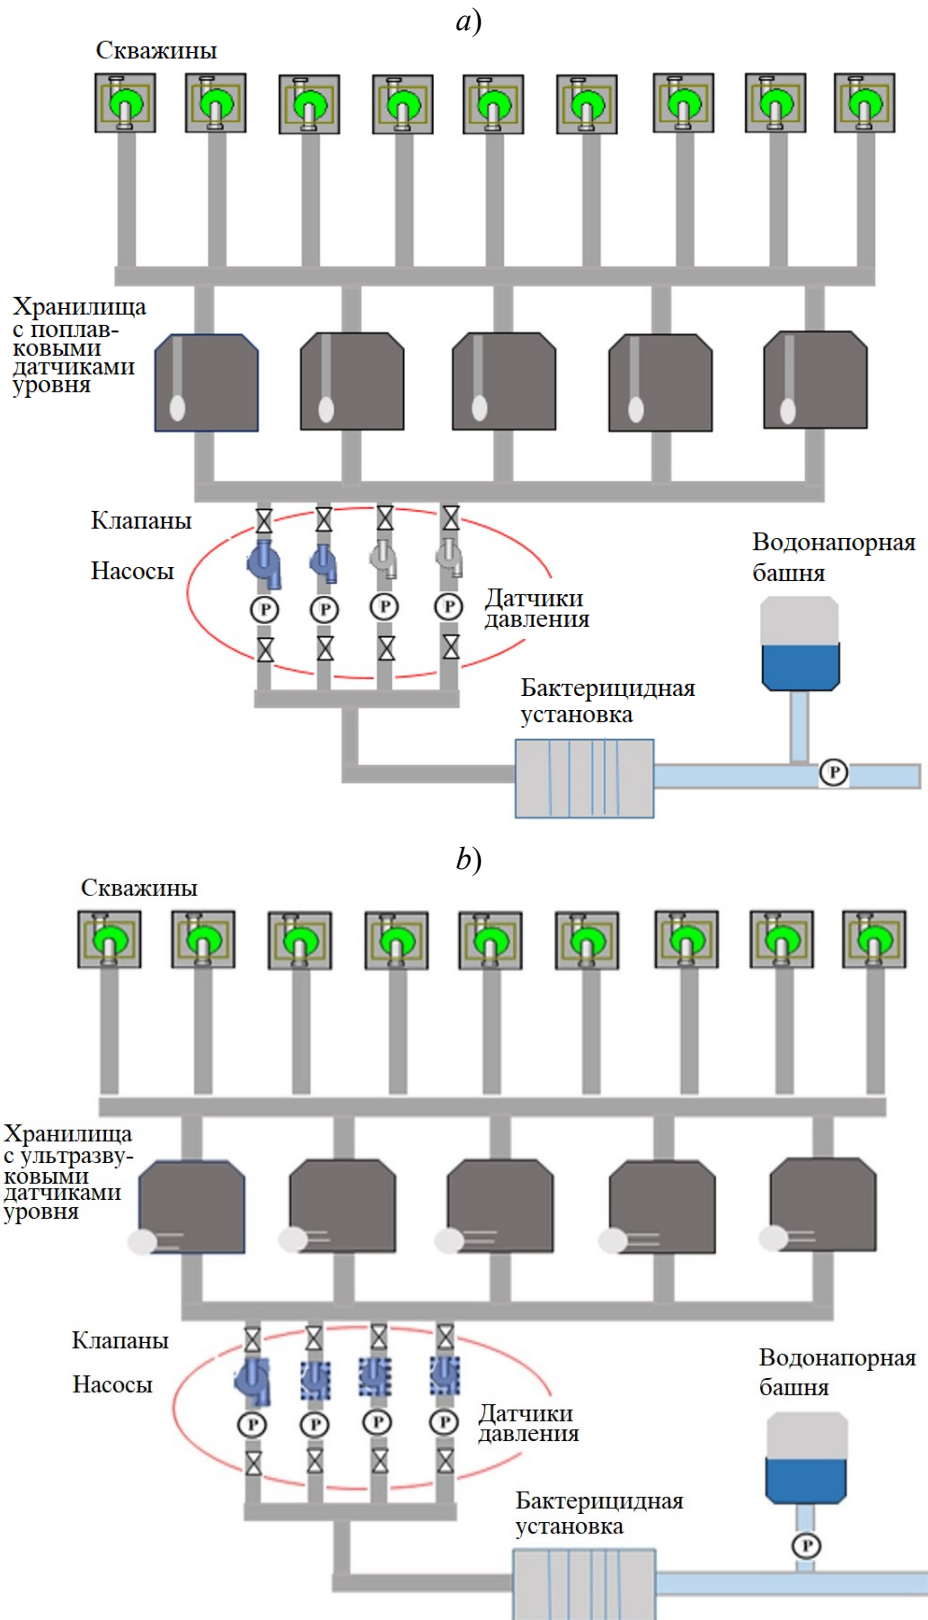 a)
Скважины
Хранилища
с поплав-
ковыми
датчиками
уровня
Клапаны
Насосы
P P P P
Датчики
давления
Водонапорная
башня
Бактерицидная
установка
P
b)
Скважины
Хранилища
с ультразву-
ковыми
датчиками
уровня
Клапаны
Насосы
P P P P
Датчики
давления
Водонапорная
башня
Бактерицидная
установка
P